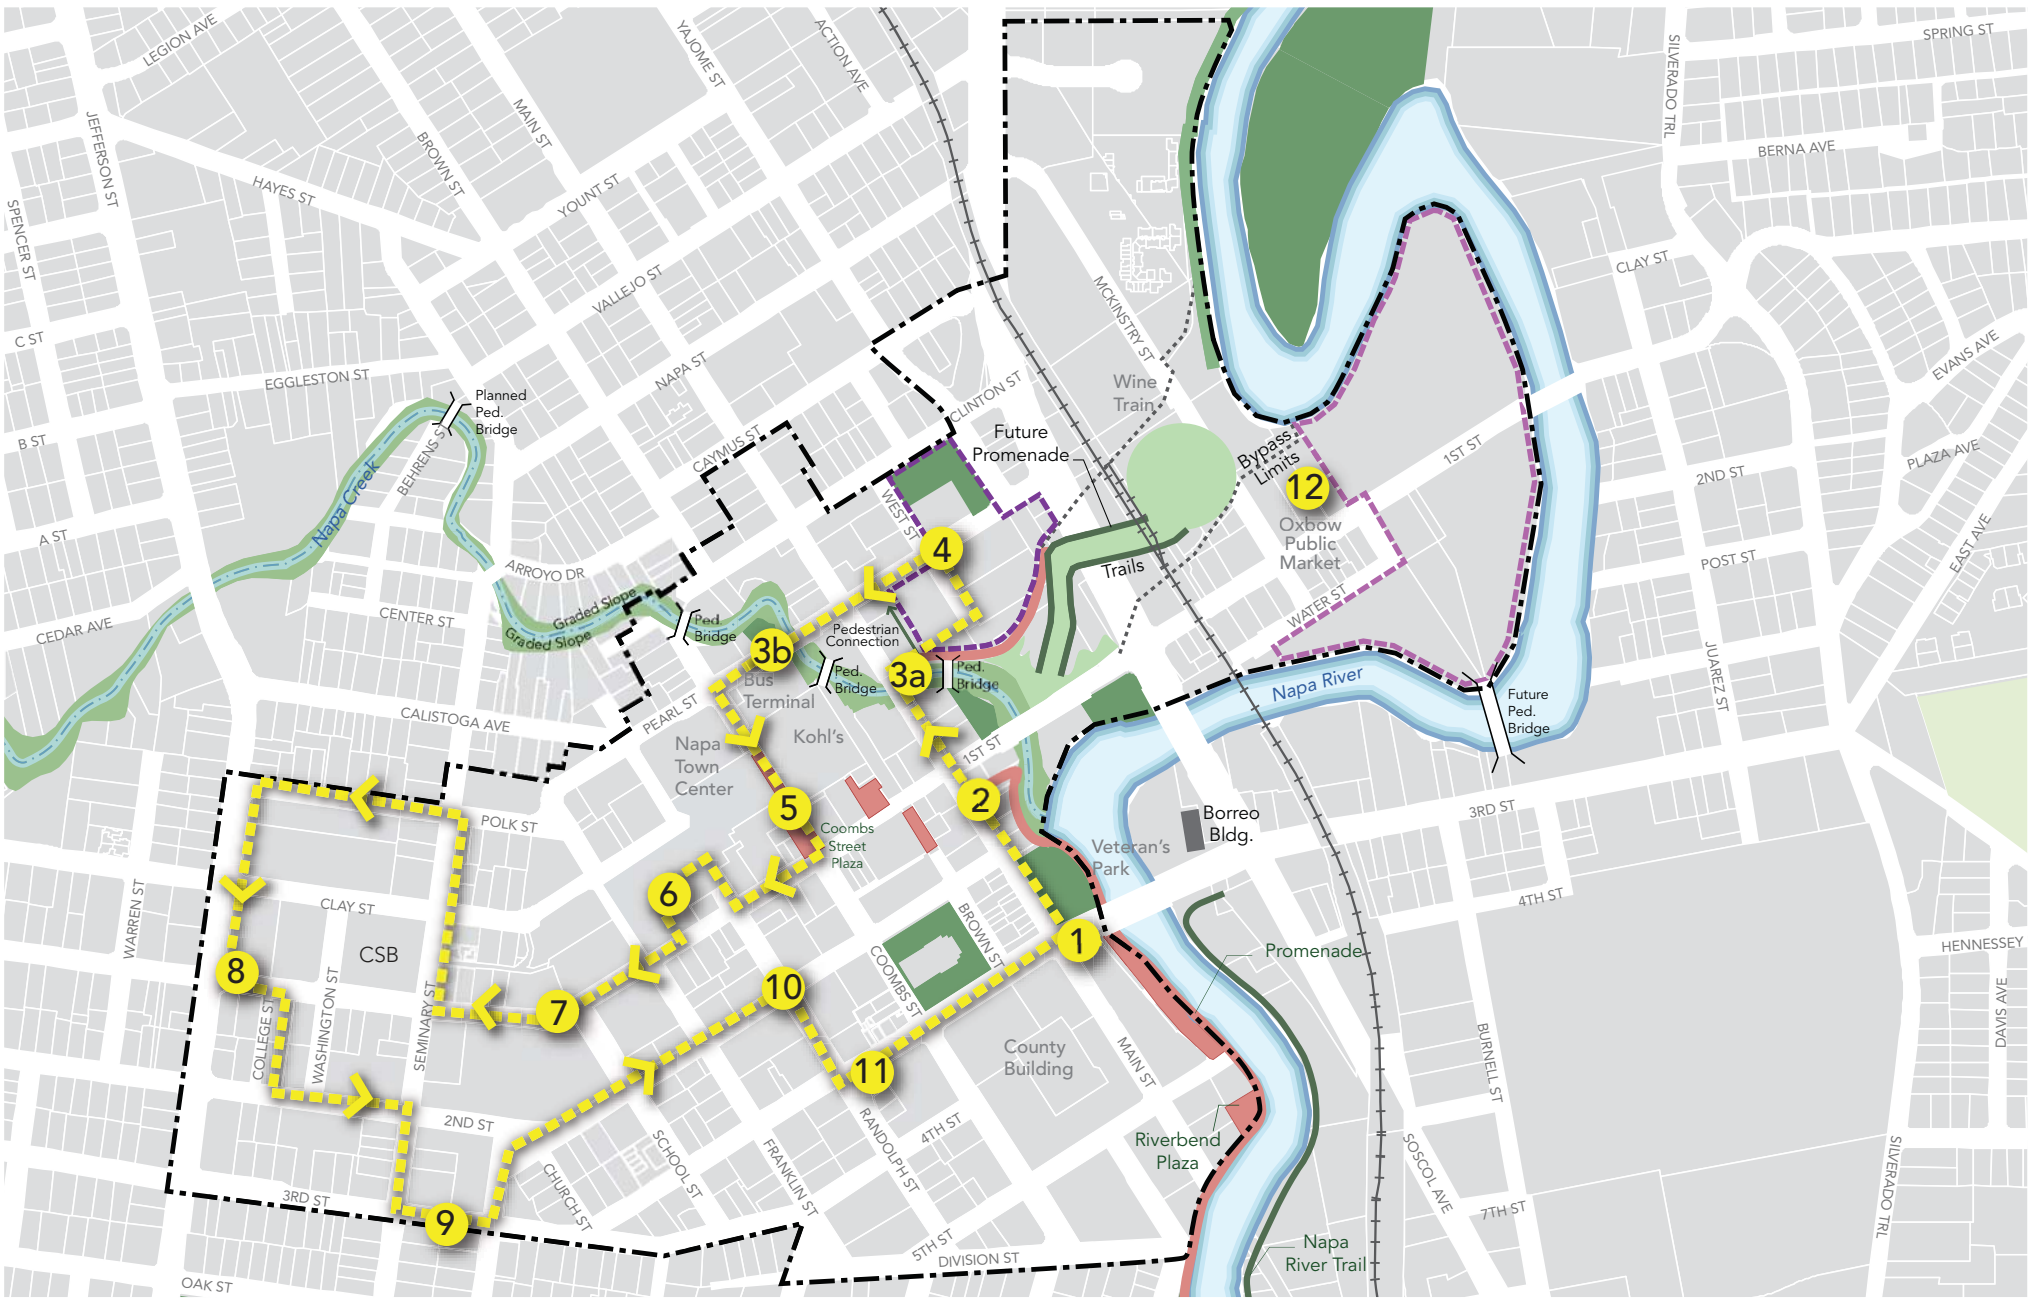 LEGION AVE
YAJOME ST
ACTION AVE
SPRING ST
SILVERADO TRL
JEFFERSON ST
MAIN ST
BROWN ST
BERNA AVE
HAYES ST
YOUNT ST
SPENCER ST
CLAY ST
VALLEJO ST
MCKINSTRY ST
C ST
EGGLESTON ST
NAPA ST
EVANS AVE
Planned
Ped.
Bridge
CLINTON ST
Wine
Train
Future
Promenade
B ST
BEHRENS ST
CAYMUS ST
Bypass
Limits
1ST ST
PLAZA AVE
2ND ST
Napa Creek
WEST ST
12
Oxbow
Public
Market
A ST
4
EAST AVE
ARROYO DR
Trails
POST ST
Graded Slope
Graded Slope
CENTER ST
CEDAR AVE
Ped.
Bridge
Pedestrian
Connection
WATER ST
3b
3a
Ped.
Bridge
Ped.
Bridge
JUAREZ ST
Bus
Terminal
Napa River
Future
Ped.
Bridge
CALISTOGA AVE
PEARL ST
Kohl's
Napa
Town
Center
1ST ST
2
5
POLK ST
Coombs
Street
Plaza
Borreo
Bldg.
3RD ST
Veteran's
Park
6
WARREN ST
CLAY ST
4TH ST
BROWN ST
1
CSB
COOMBS ST
Promenade
HENNESSEY
8
10
7
DAVIS AVE
COLLEGE ST
WASHINGTON ST
SEMINARY ST
11
County
Building
MAIN ST
BURNELL ST
2ND ST
RANDOLPH ST
4TH ST
Riverbend
Plaza
SCHOOL ST
FRANKLIN ST
CHURCH ST
SOSCOL AVE
SILVERADO TRL
3RD ST
9
7TH ST
5TH ST
DIVISION ST
Napa
River Trail
OAK ST